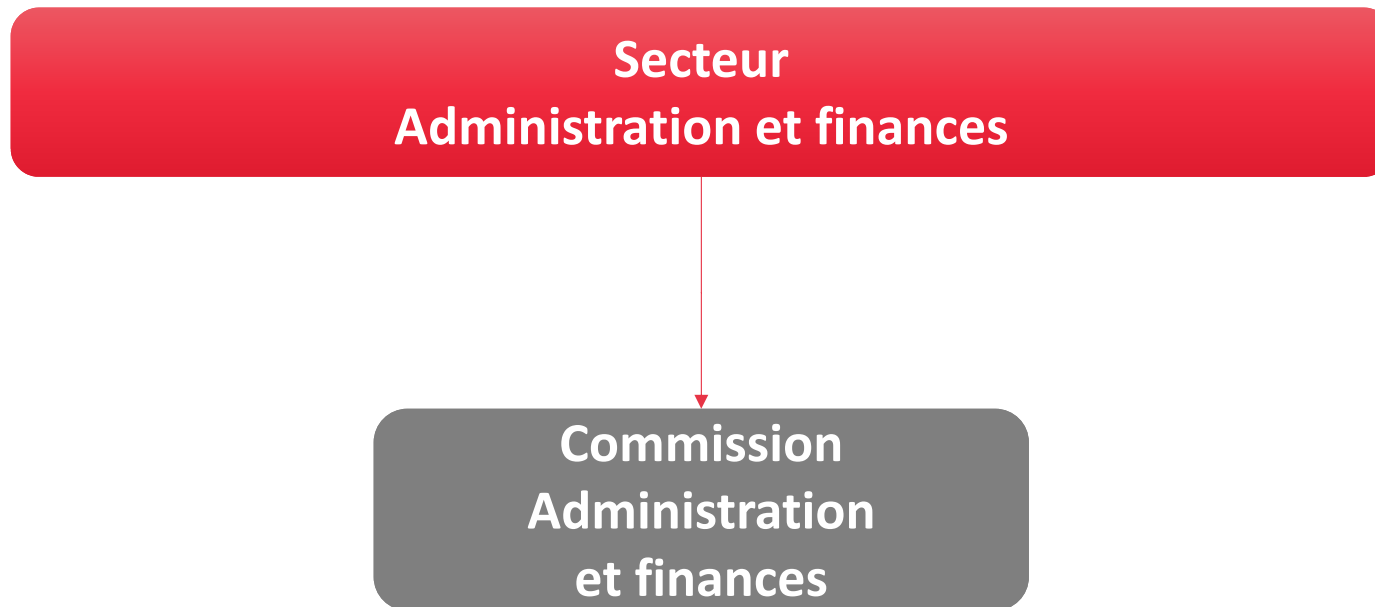 Secteur
Administration et finances
Commission
Administration
et finances